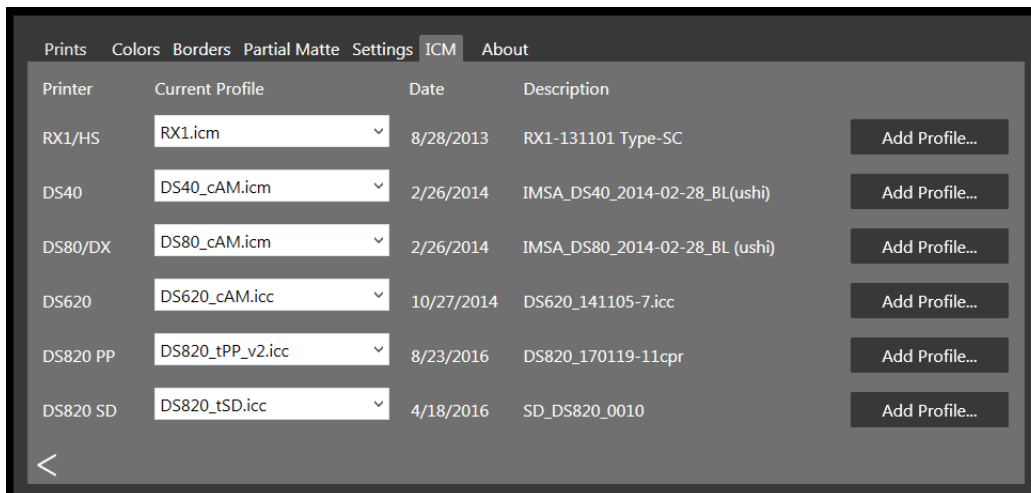 Prints Colors Borders Partial Matte Settings ICM About
Printer Current Profile Date Description
RX1/HS RX1.icm 8/28/2013 RX1-131101 Type-SC Add Profile...
DS40 DS40_cAM.icm 2/26/2014 IMSA_DS40_2014-02-28_BL(ushi) Add Profile...
DS80/DX DS80_cAM.icm 2/26/2014 IMSA_DS80_2014-02-28_BL (ushi) Add Profile...
DS620 DS620_cAM.icc 10/27/2014 DS620_141105-7.icc Add Profile...
DS820 PP DS820_tPP_v2.icc 8/23/2016 DS820_170119-11cpr Add Profile...
DS820 SD DS820_tSD.icc 4/18/2016 SD_DS820_0010 Add Profile...